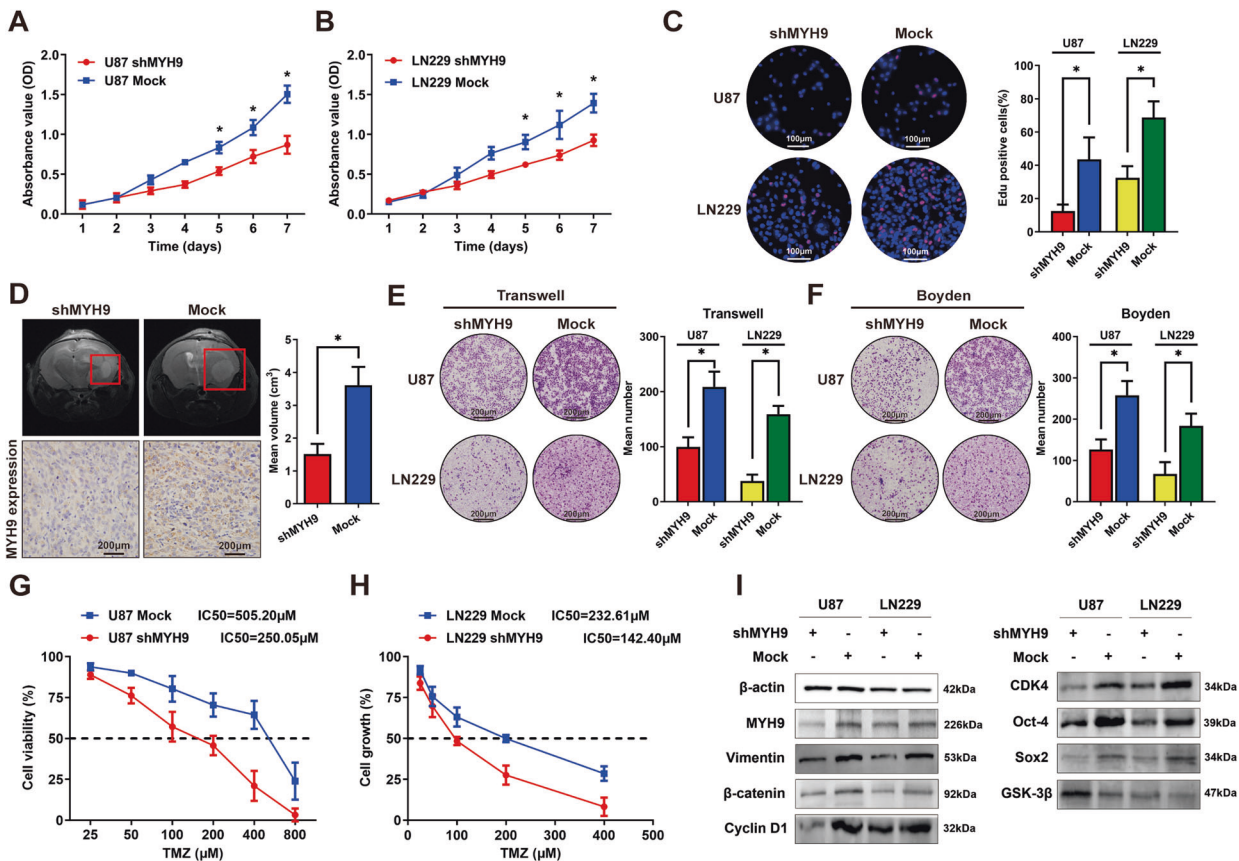 A
U87 shMYH9
U87 Mock
Absorbance value (OD)
2.0
1.5
1.0
0.5
0.0
* * *
1 2 3 4 5 6 7
Time (days)
B
LN229 shMYH9
LN229 Mock
Absorbance value (OD)
2.0
1.5
1.0
0.5
0.0
* * *
1 2 3 4 5 6 7
Time (days)
C
shMYH9 Mock
U87
100μm 100μm
LN229
100μm 100μm
U87 LN229
* *
Edu positive cells(%)
100
80
60
40
20
0
shMYH9 Mock shMYH9 Mock
D
shMYH9 Mock
MYH9 expression
200μm 200μm
*
Mean volume (cm³)
5
4
3
2
1
0
shMYH9 Mock
E
Transwell
shMYH9 Mock
U87
200μm 200μm
LN229
200μm 200μm
Transwell
U87 LN229
* *
Mean number
300
200
100
0
shMYH9 Mock shMYH9 Mock
F
Boyden
shMYH9 Mock
U87
200μm 200μm
LN229
200μm 200μm
Boyden
U87 LN229
* *
Mean number
400
300
200
100
0
shMYH9 Mock shMYH9 Mock
G
U87 Mock IC50=505.20μM
U87 shMYH9 IC50=250.05μM
Cell viability (%)
100
75
50
25
0
25 50 100 200 400 800
TMZ (μM)
H
LN229 Mock IC50=232.61μM
LN229 shMYH9 IC50=142.40μM
Cell growth (%)
100
75
50
25
0
0 100 200 300 400 500
TMZ (μM)
I
U87 LN229
shMYH9 + - + -
Mock - + - +
β-actin 42kDa
MYH9 226kDa
Vimentin 53kDa
β-catenin 92kDa
Cyclin D1 32kDa
U87 LN229
shMYH9 + - + -
Mock - + - +
CDK4 34kDa
Oct-4 39kDa
Sox2 34kDa
GSK-3β 47kDa